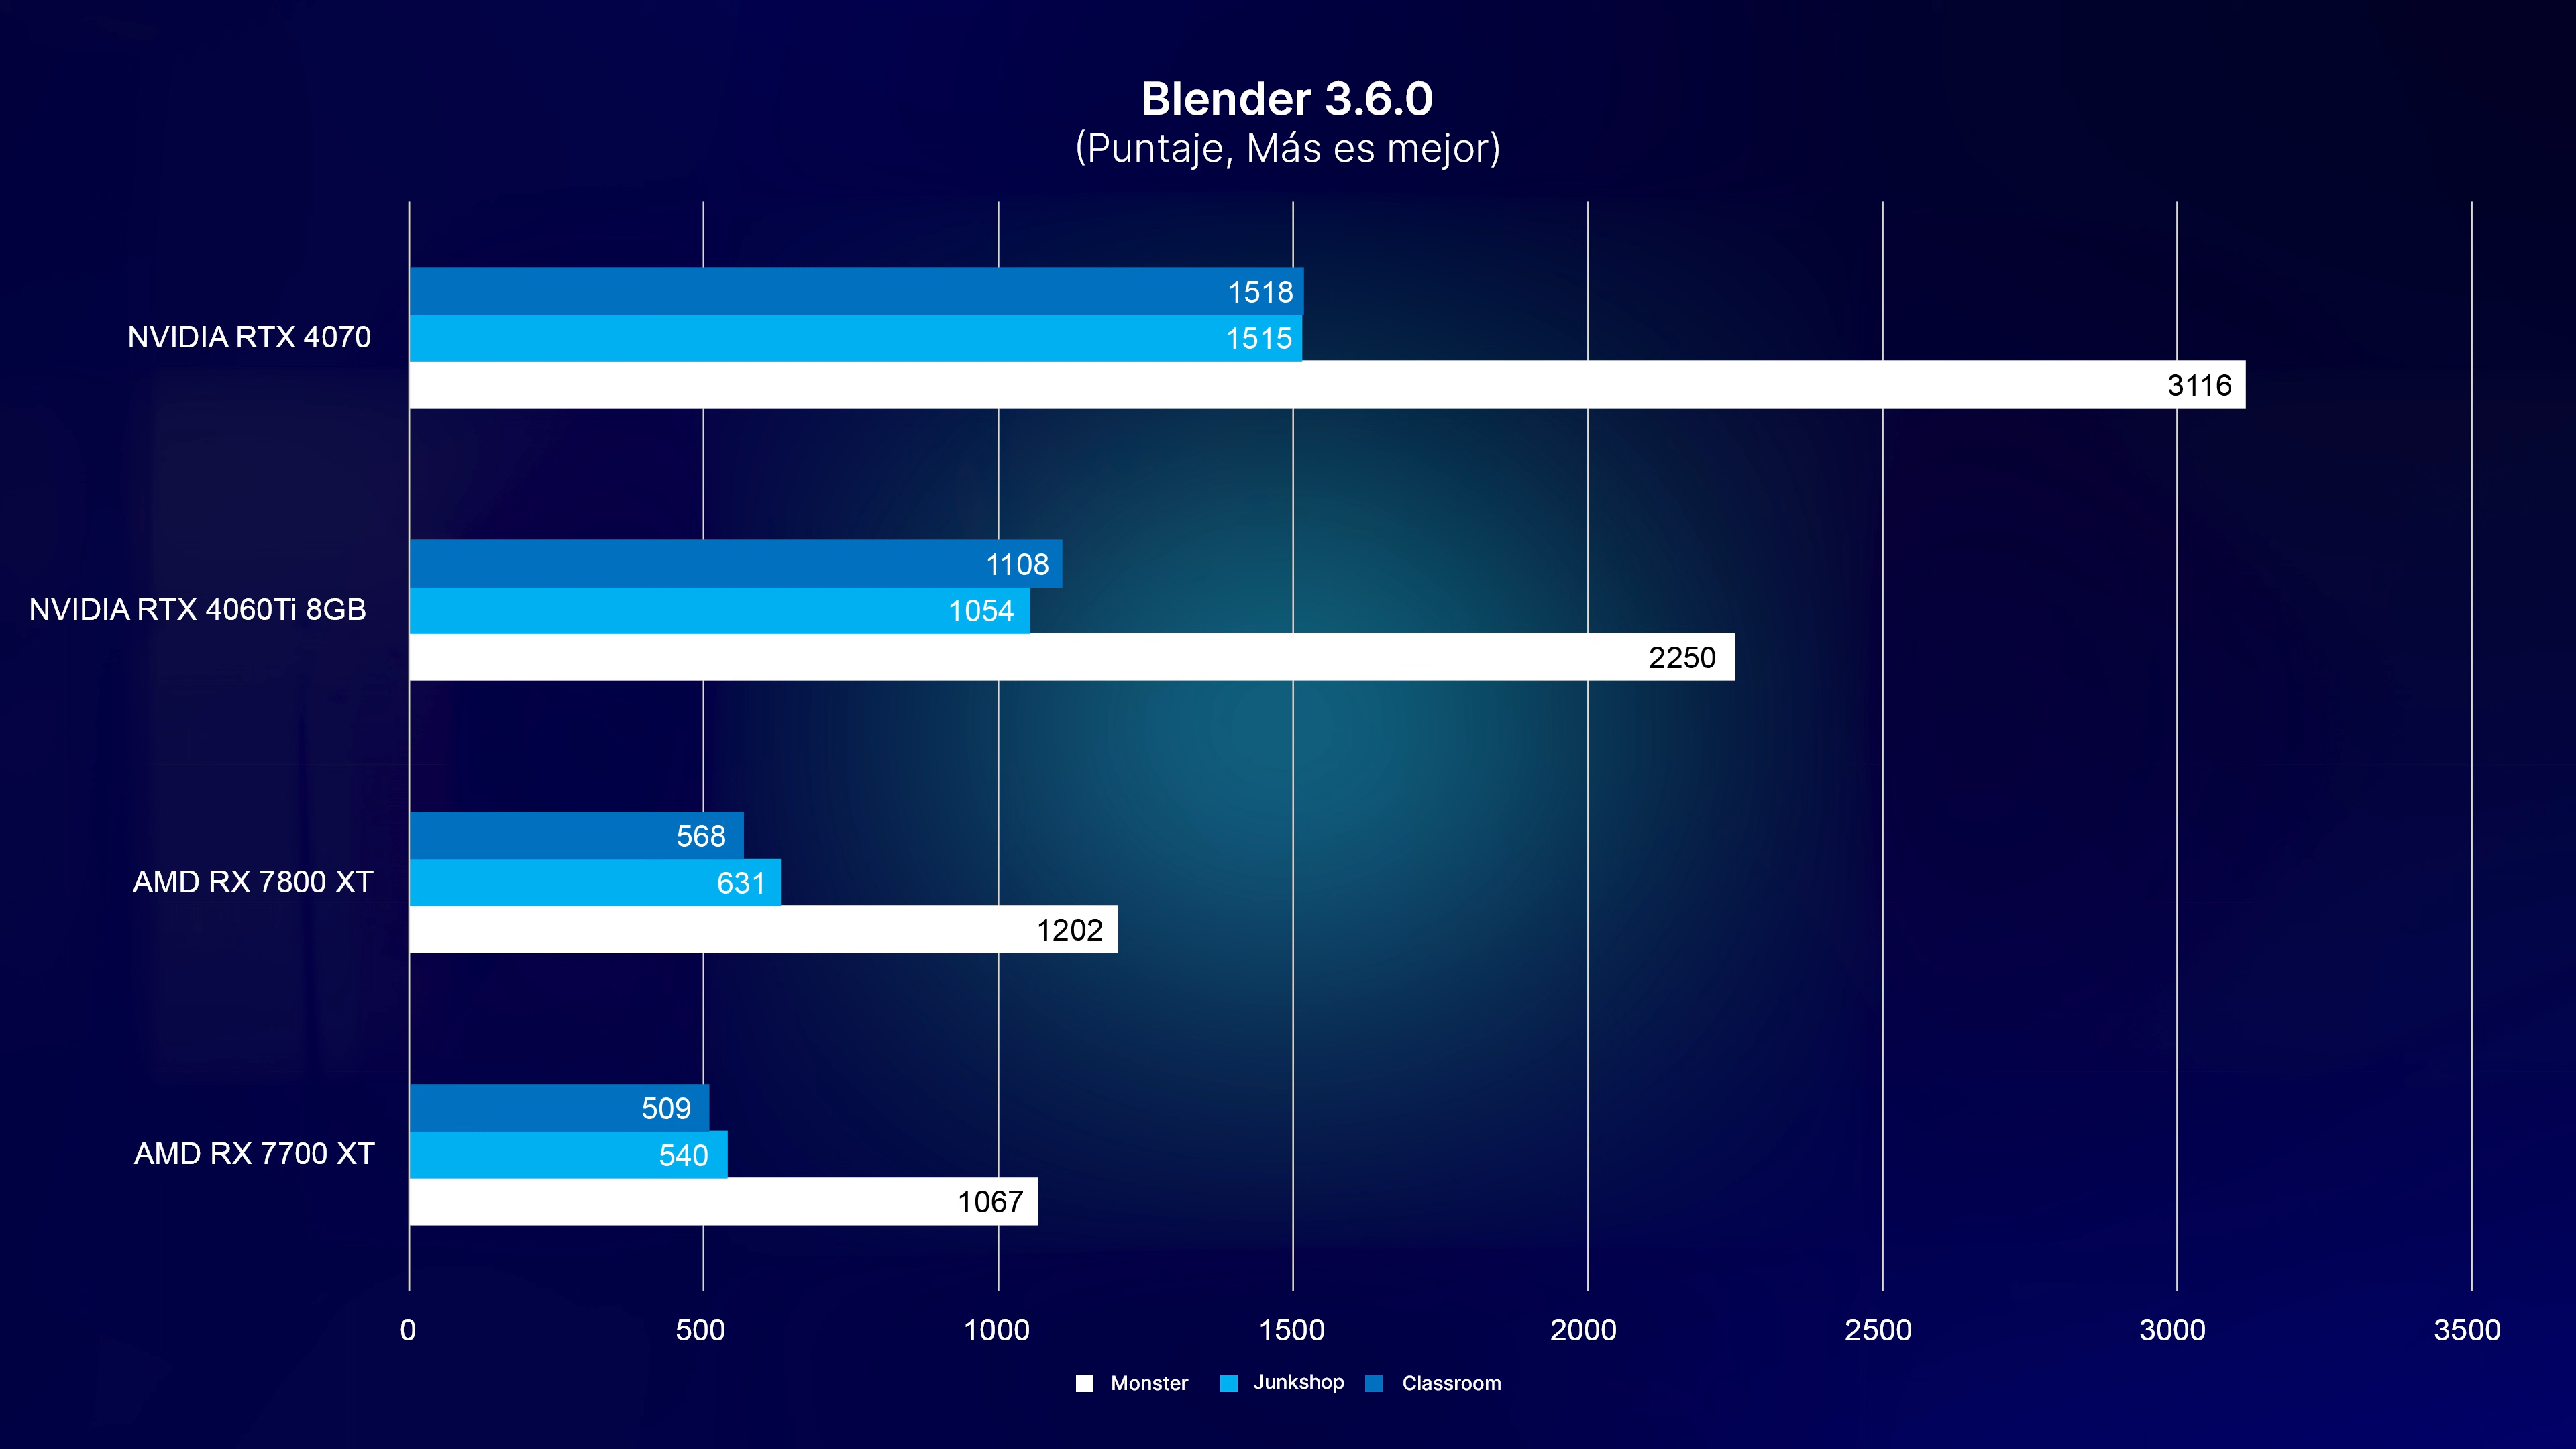 Blender 3.6.0
(Puntaje, Más es mejor)
1518
NVIDIA RTX 4070
1515
3116
1108
NVIDIA RTX 4060Ti 8GB
1054
2250
568
AMD RX 7800 XT
631
1202
509
AMD RX 7700 XT
540
1067
0 500 1000 1500 2000 2500 3000 3500
Monster Junkshop Classroom